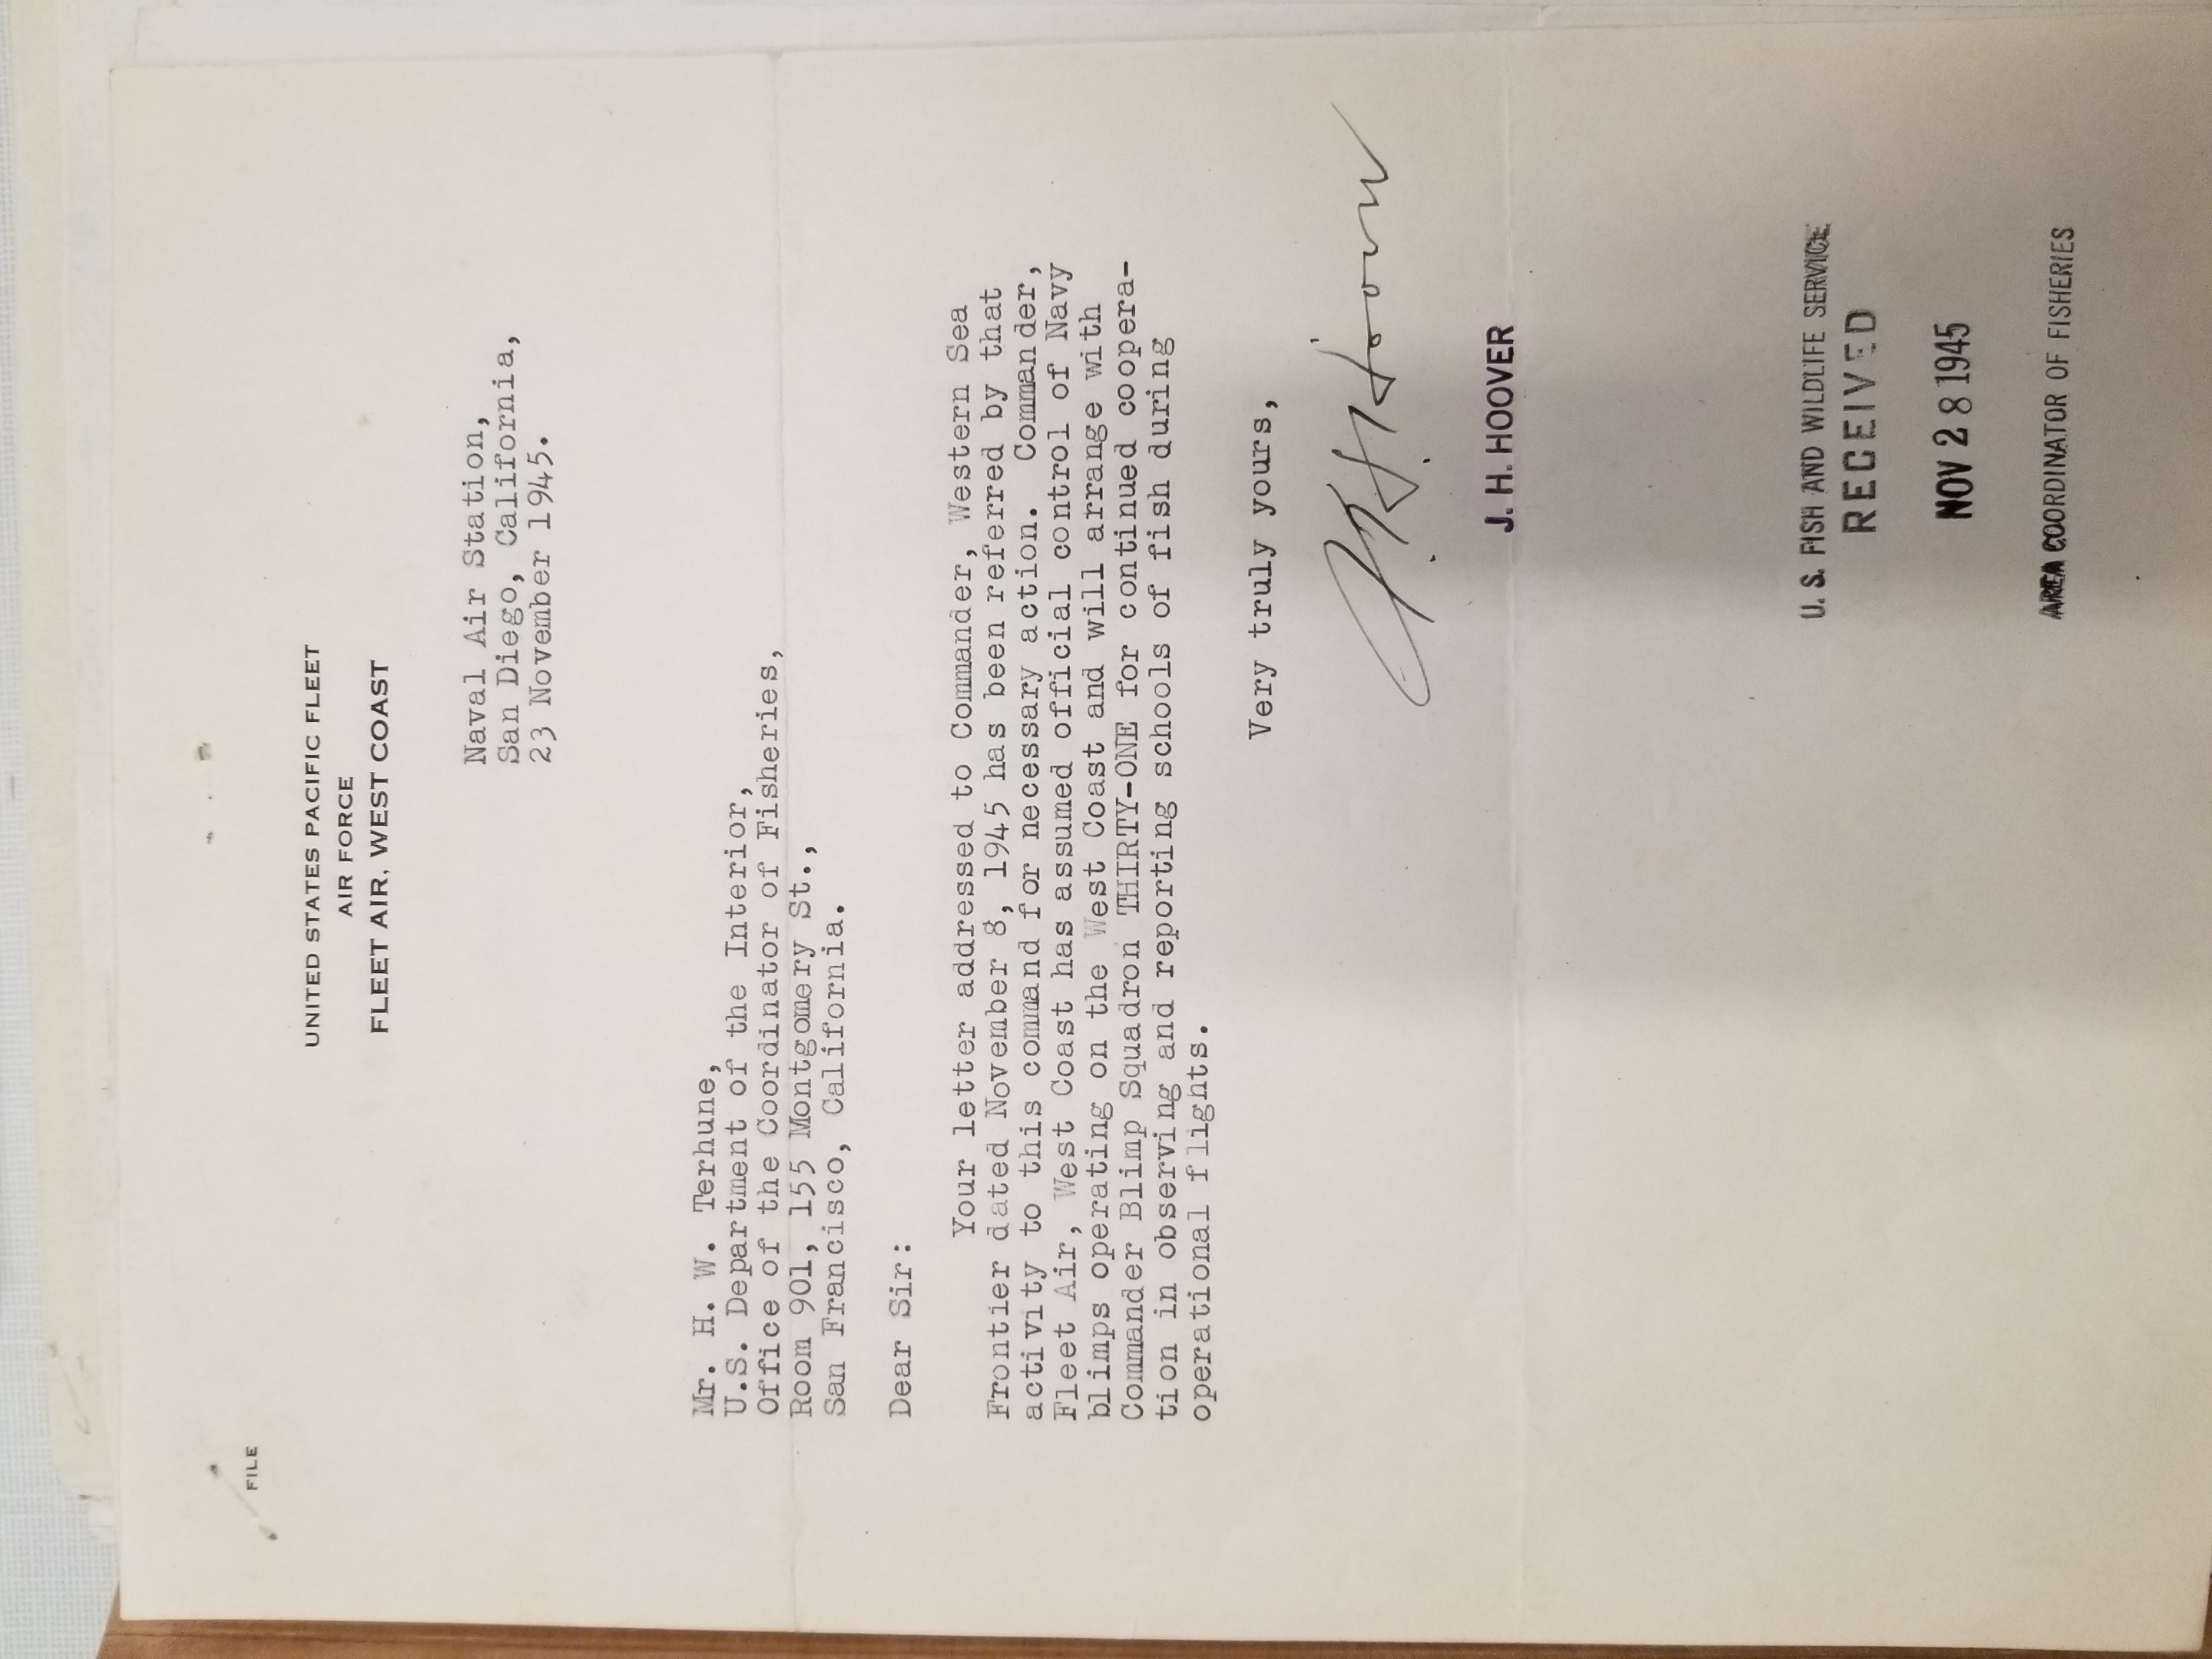 FILE
UNITED STATES PACIFIC FLEET
AIR FORCE
FLEET AIR, WEST COAST
Naval Air Station,
San Diego, California,
23 November 1945.
Mr. H. W. Terhune,
U.S. Department of the Interior,
Office of the Coordinator of Fisheries,
Room 901, 155 Montgomery St.,
San Francisco, California.
Dear Sir:
Your letter addressed to Commander, Western Sea
Frontier dated November 8, 1945 has been referred by that
activity to this command for necessary action. Commander,
Fleet Air, West Coast has assumed official control of Navy
blimps operating on the West Coast and will arrange with
Commander Blimp Squadron THIRTY-ONE for continued coopera-
tion in observing and reporting schools of fish during
operational flights.
Very truly yours,
J. H. Hoover
J. H. HOOVER
U. S. FISH AND WILDLIFE SERVICE
RECEIVED
NOV 28 1945
AREA COORDINATOR OF FISHERIES